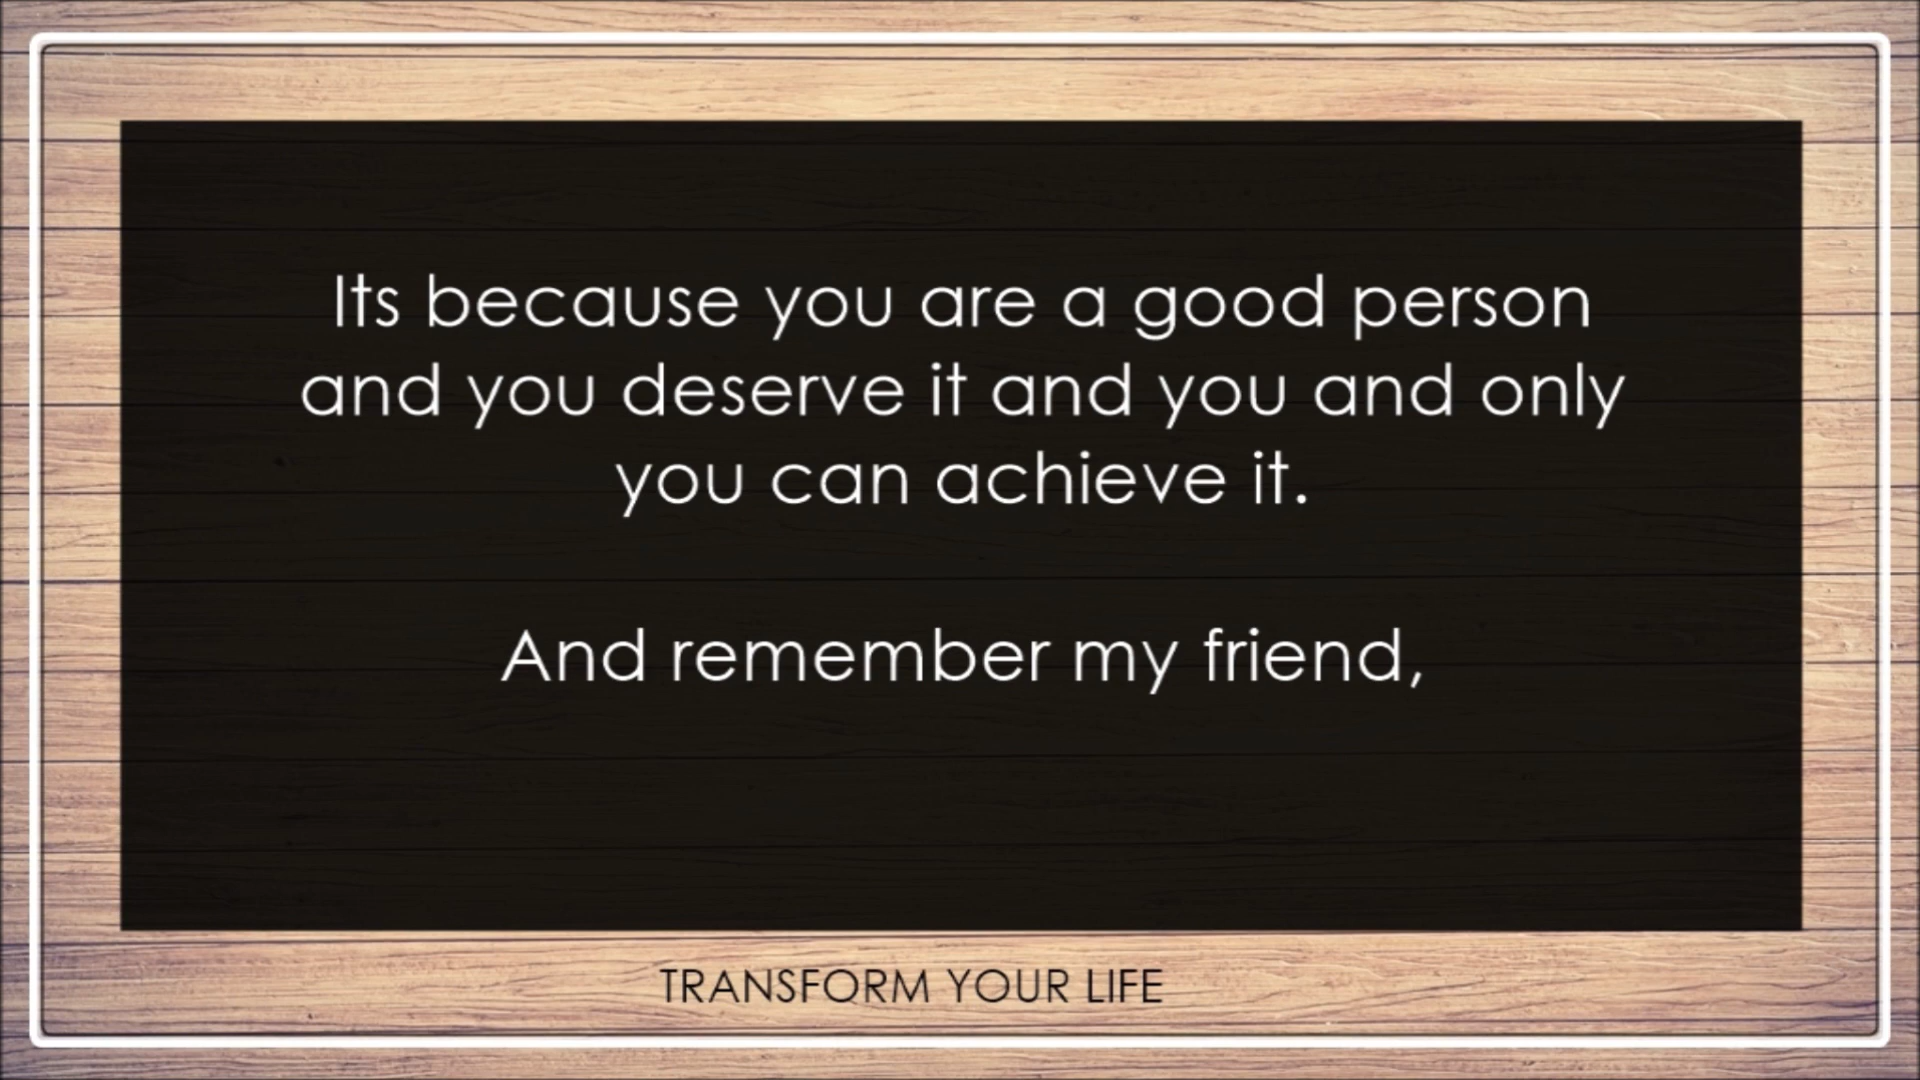 Its because you are a good person
and you deserve it and you and only
you can achieve it.
And remember my friend,
TRANSFORM YOUR LIFE